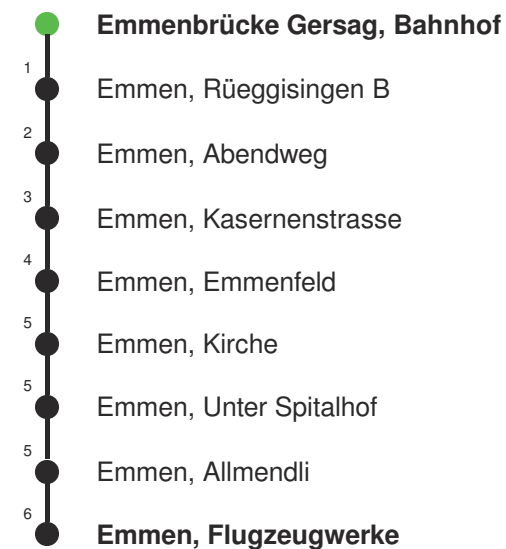 Emmenbrücke Gersag, Bahnhof
1
Emmen, Rüeggisingen B
2
Emmen, Abendweg
3
Emmen, Kasernenstrasse
4
Emmen, Emmenfeld
5
Emmen, Kirche
5
Emmen, Unter Spitalhof
5
Emmen, Allmendli
6
Emmen, Flugzeugwerke